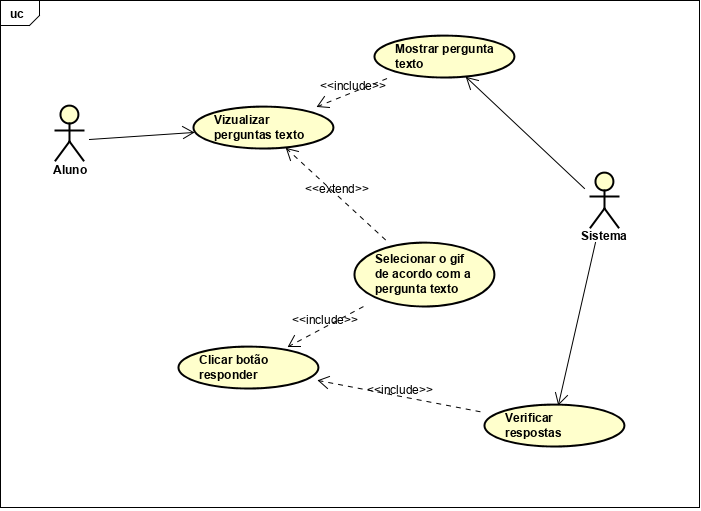 uc
Mostrar pergunta
texto
<<include>>
Vizualizar
perguntas texto
Aluno
<<extend>>
Sistema
Selecionar o gif
de acordo com a
pergunta texto
<<include>>
Clicar botão
responder
<<include>>
Verificar
respostas